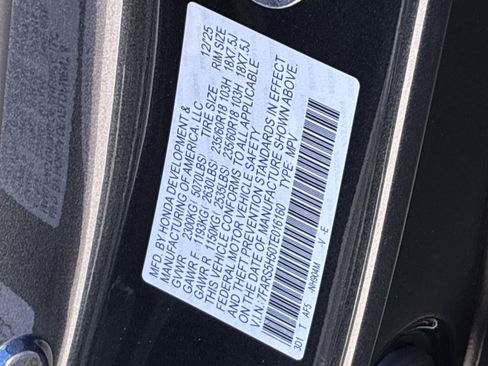 MFD. BY HONDA DEVELOPMENT & 12/25
MANUFACTURING OF AMERICA, LLC
GVWR 2300KG( 5070LBS) TIRE SIZE RIM SIZE
GAWR F 1193KG( 2630LBS) 235/60R18 103H 18X7.5J
GAWR R 1150KG( 2535LBS) 235/60R18 103H 18X7.5J
THIS VEHICLE CONFORMS TO ALL APPLICABLE
FEDERAL MOTOR VEHICLE SAFETY
AND THEFT PREVENTION STANDARDS IN EFFECT
ON THE DATE OF MANUFACTURE SHOWN ABOVE.
TYPE: MPV
301 T AF5 -V -E